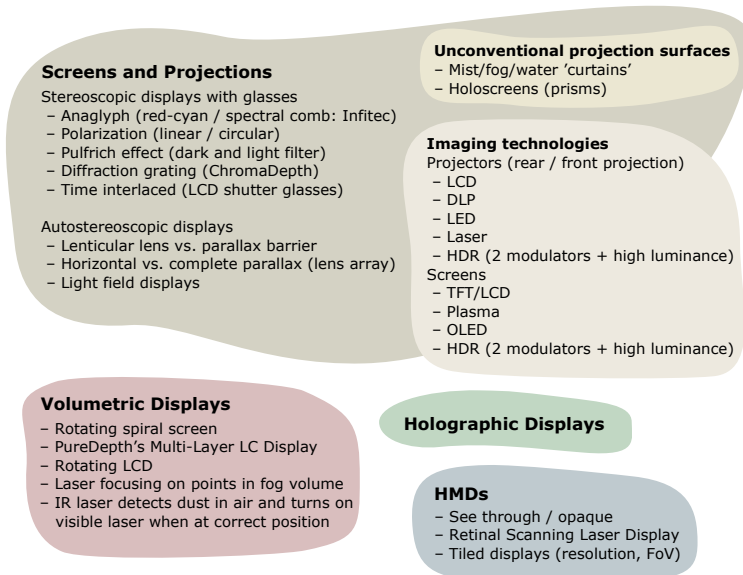 Screens and Projections
Stereoscopic displays with glasses
– Anaglyph (red-cyan / spectral comb: Infitec)
– Polarization (linear / circular)
– Pulfrich effect (dark and light filter)
– Diffraction grating (ChromaDepth)
– Time interlaced (LCD shutter glasses)
Autostereoscopic displays
– Lenticular lens vs. parallax barrier
– Horizontal vs. complete parallax (lens array)
– Light field displays
Unconventional projection surfaces
– Mist/fog/water ’curtains’
– Holoscreens (prisms)
Imaging technologies
Projectors (rear / front projection)
– LCD
– DLP
– LED
– Laser
– HDR (2 modulators + high luminance)
Screens
– TFT/LCD
– Plasma
– OLED
– HDR (2 modulators + high luminance)
Volumetric Displays
– Rotating spiral screen
– PureDepth’s Multi-Layer LC Display
– Rotating LCD
– Laser focusing on points in fog volume
– IR laser detects dust in air and turns on
visible laser when at correct position
Holographic Displays
HMDs
– See through / opaque
– Retinal Scanning Laser Display
– Tiled displays (resolution, FoV)